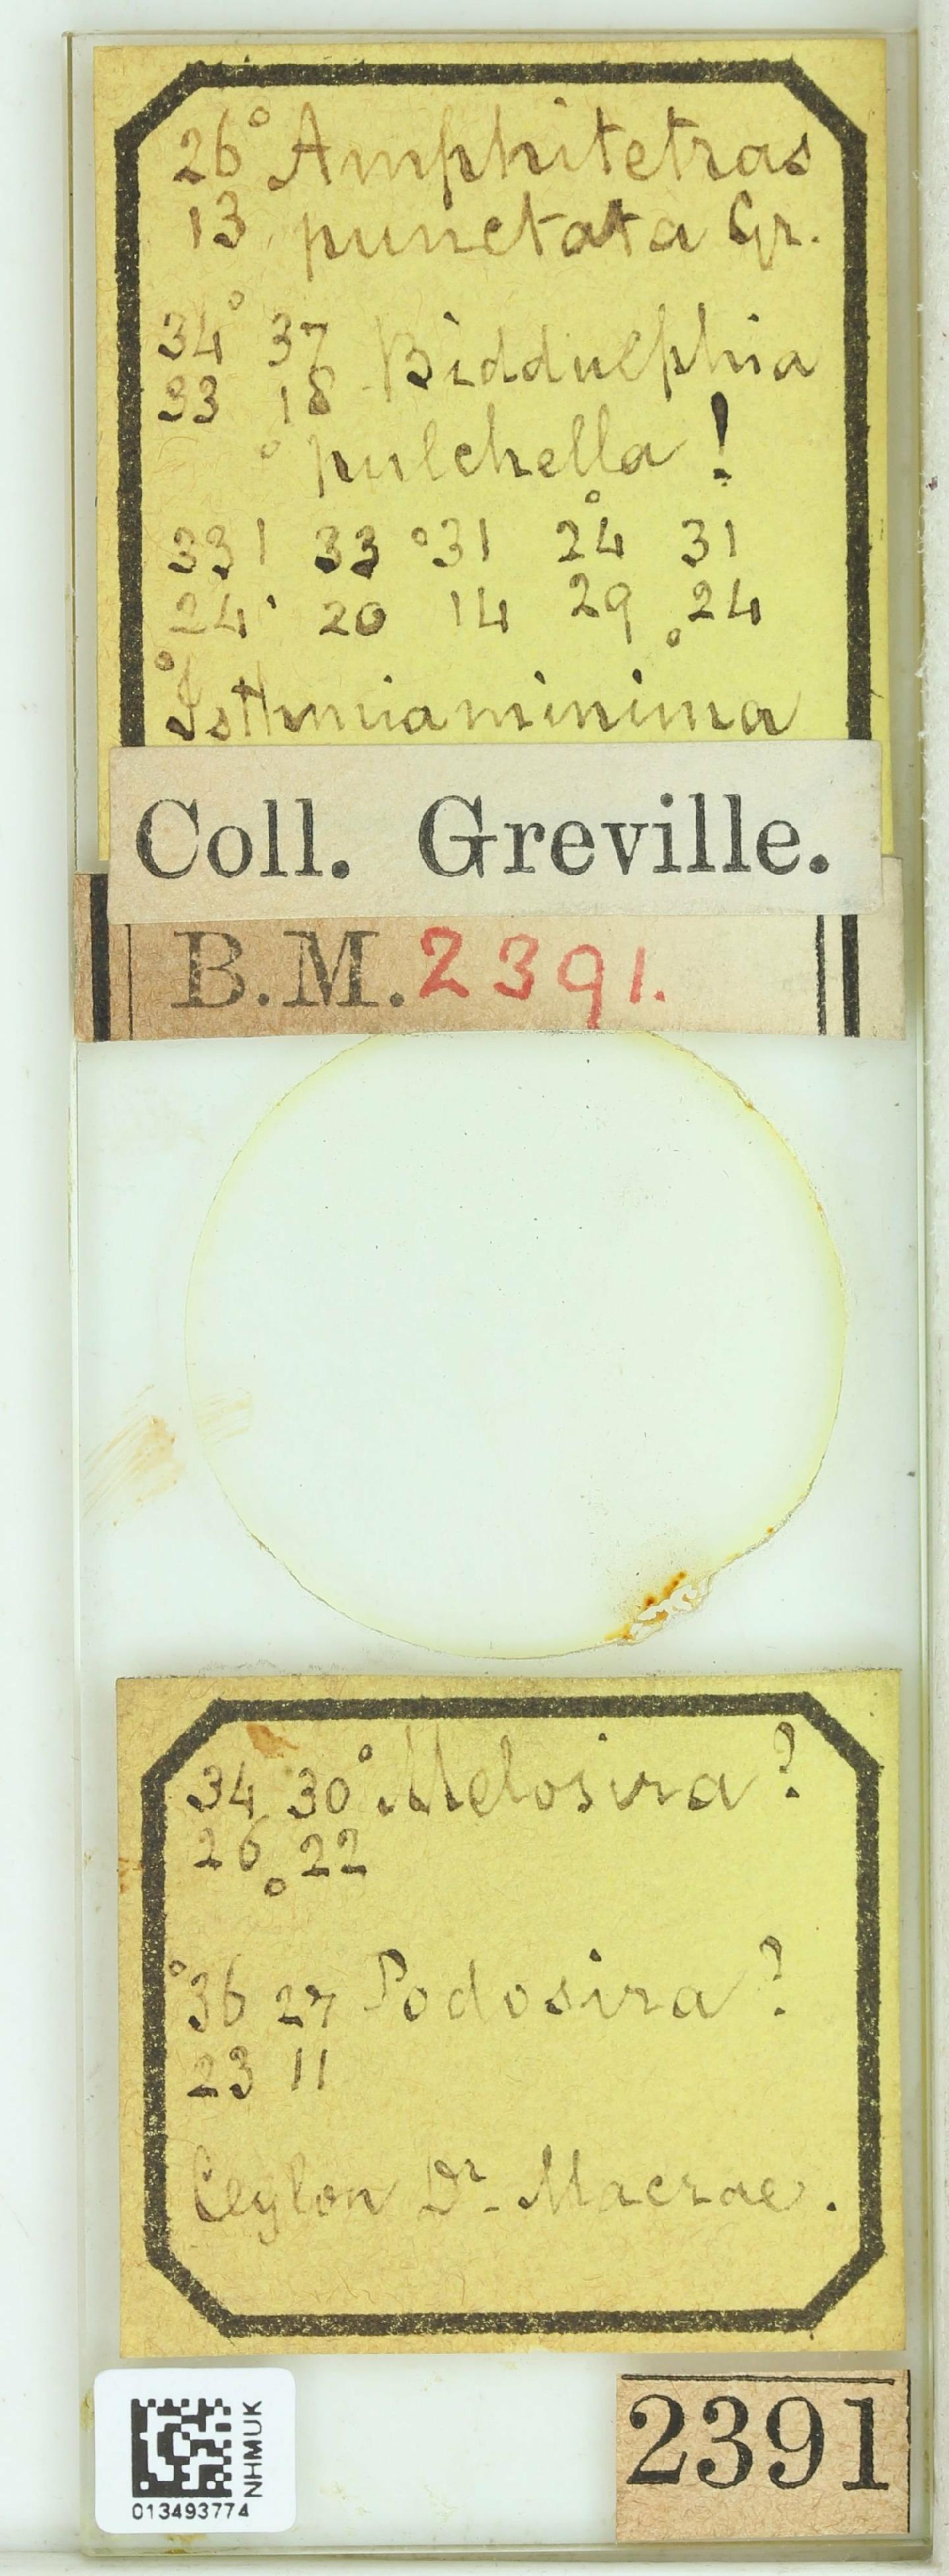 26° Amphitetras
13 punctata Gr.
34° 37 Biddulphia
33 18
° pulchella !
331 33 °31 24° 31
24' 20 14 29 °24
°Isthmia minima
Coll. Greville.
B.M. 2391.
34 30° Melosira ?
26 ° 22
°36 27 Podosira ?
23 11
Ceylon Dr. Macrae.
NHMUK
013493774
2391